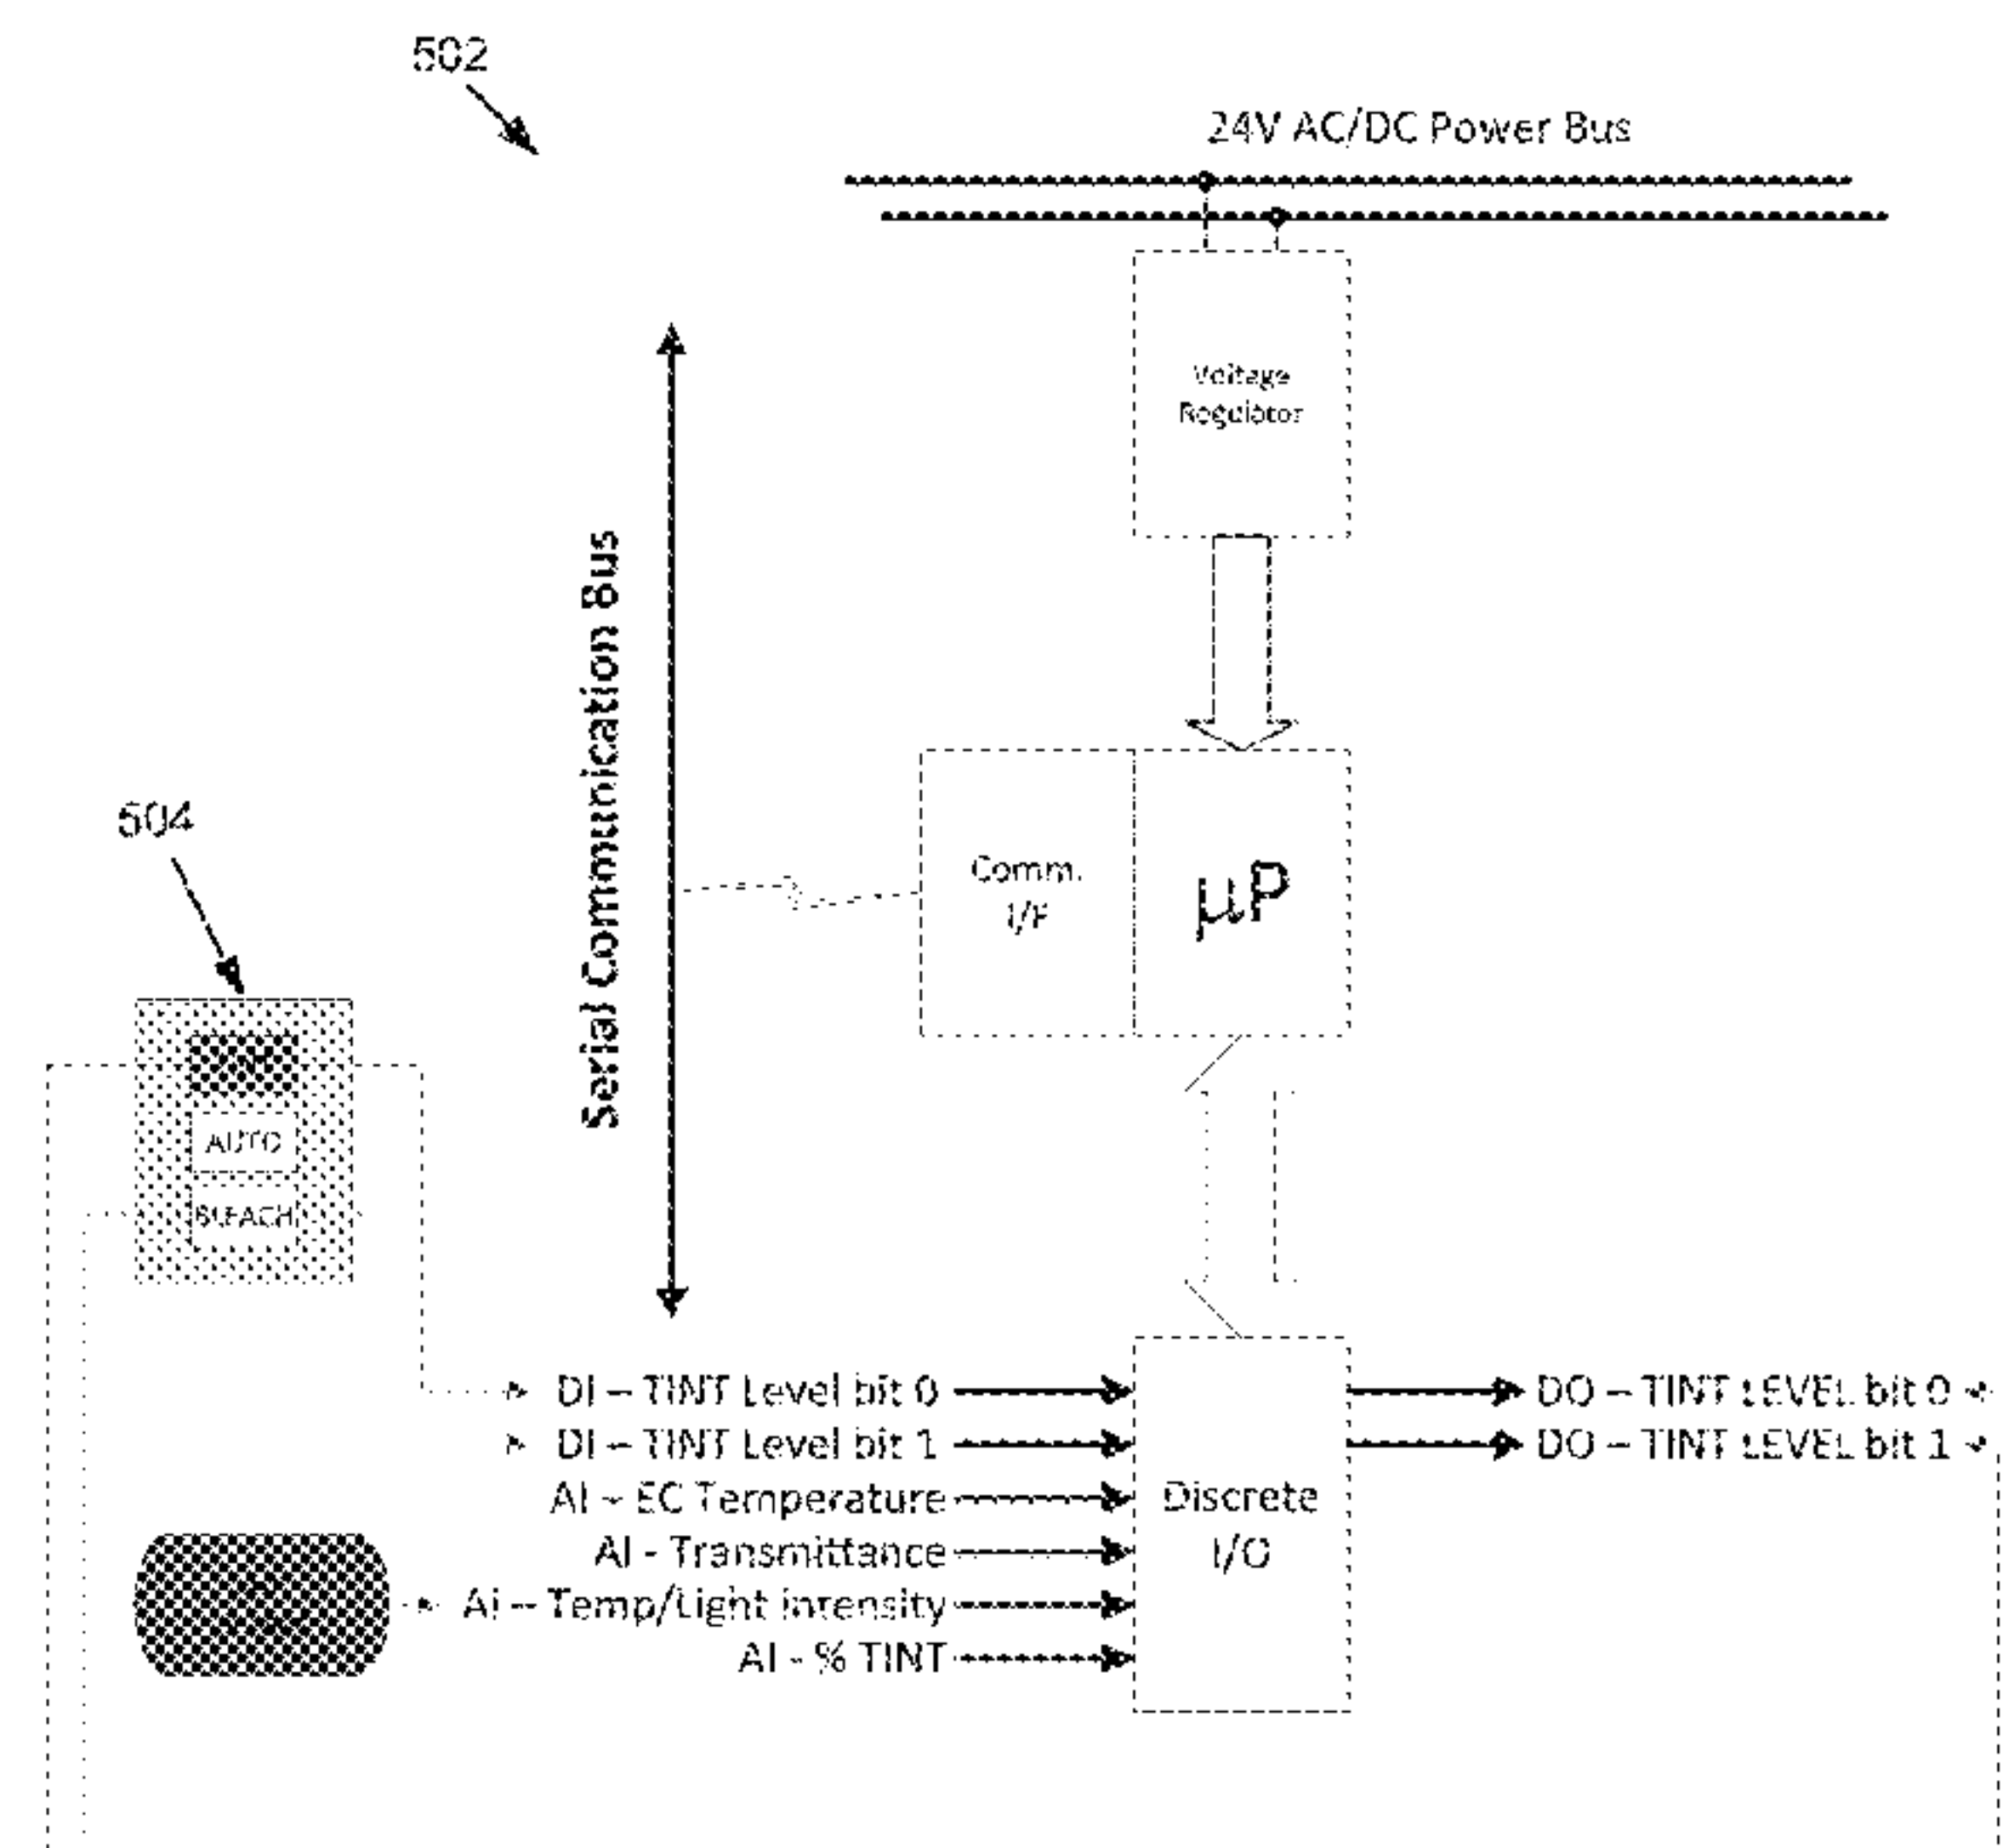 502
24V AC/DC Power Bus
Voltage
Regulator
Serial Communication Bus
Comm.
I/F
µP
504
AUTO
BLEACH
DI – TINT Level bit 0
DI – TINT Level bit 1
AI – EC Temperature
AI - Transmittance
AI – Temp/Light intensity
AI - % TINT
Discrete
I/O
DO – TINT LEVEL bit 0
DO – TINT LEVEL bit 1